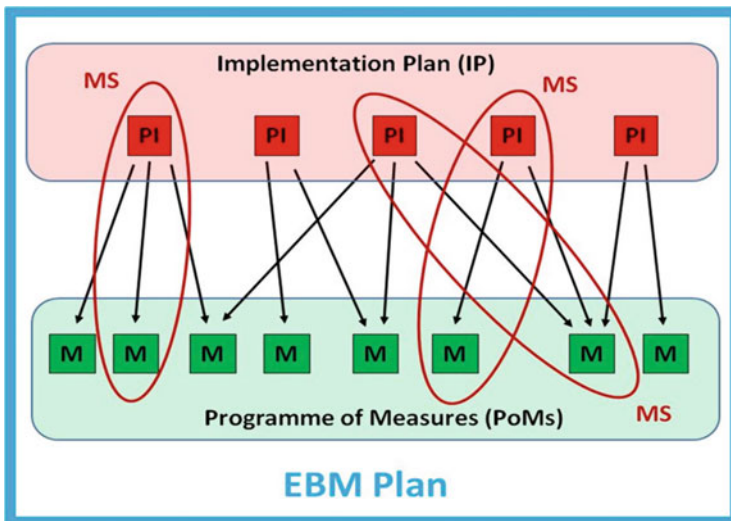 Implementation Plan (IP)
MS
MS
PI PI PI PI PI
M M M M M M M M
Programme of Measures (PoMs)
MS
EBM Plan